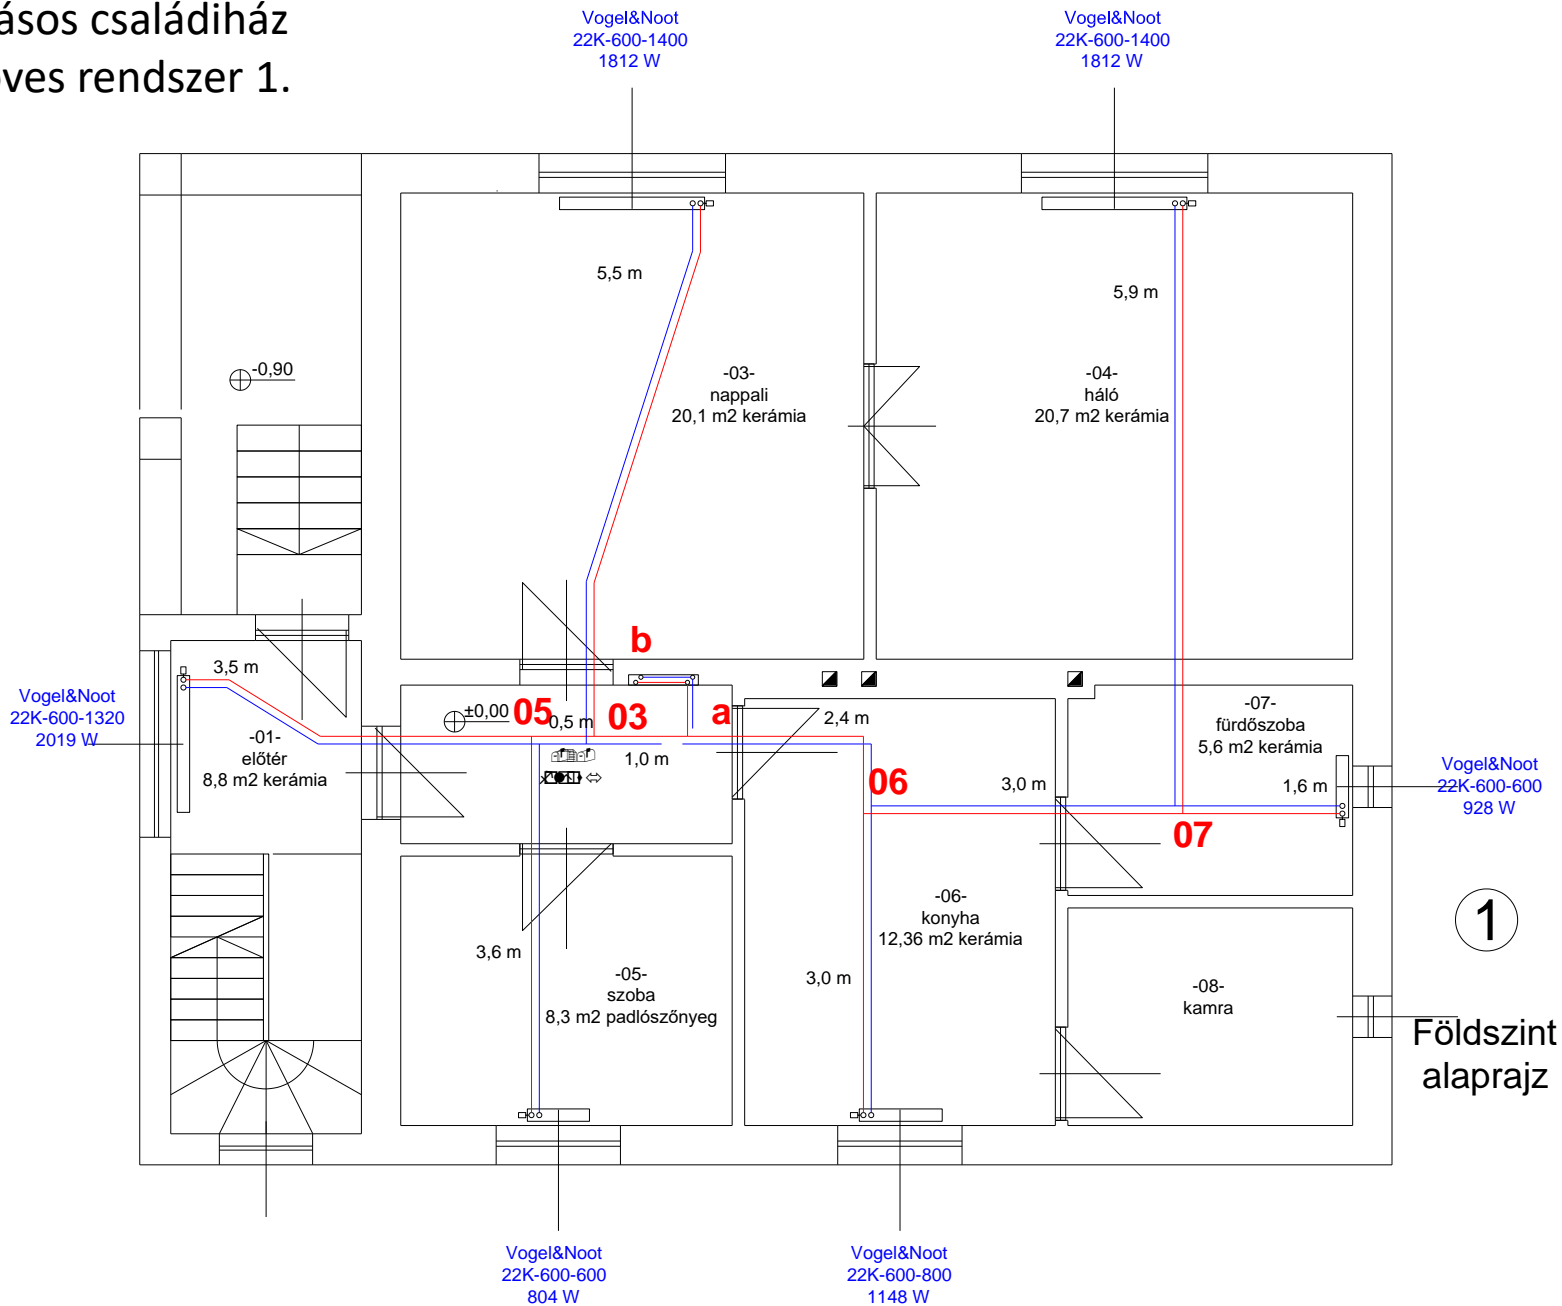 ásos családiház
öves rendszer 1.
Vogel&Noot
22K-600-1400
1812 W
Vogel&Noot
22K-600-1400
1812 W
5,5 m
5,9 m
-0,90
-03-
nappali
20,1 m2 kerámia
-04-
háló
20,7 m2 kerámia
b
3,5 m
Vogel&Noot
22K-600-1320
2019 W
-01-
előtér
8,8 m2 kerámia
±0,00
05
0,5 m
03
a
1,0 m
2,4 m
06
3,0 m
-07-
fürdőszoba
5,6 m2 kerámia
1,6 m
07
Vogel&Noot
22K-600-600
928 W
3,6 m
-05-
szoba
8,3 m2 padlószőnyeg
3,0 m
-06-
konyha
12,36 m2 kerámia
-08-
kamra
1
Földszint
alaprajz
Vogel&Noot
22K-600-600
804 W
Vogel&Noot
22K-600-800
1148 W